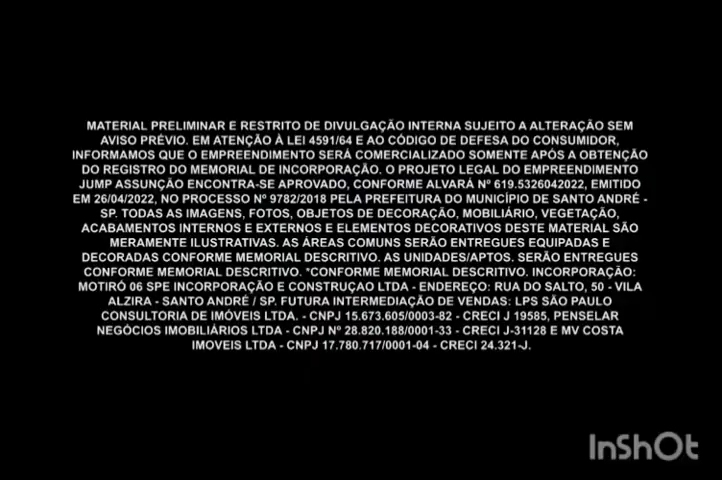 MATERIAL PRELIMINAR E RESTRITO DE DIVULGAÇÃO INTERNA SUJEITO A ALTERAÇÃO SEM
AVISO PRÉVIO. EM ATENÇÃO À LEI 4591/64 E AO CÓDIGO DE DEFESA DO CONSUMIDOR,
INFORMAMOS QUE O EMPREENDIMENTO SERÁ COMERCIALIZADO SOMENTE APÓS A OBTENÇÃO
DO REGISTRO DO MEMORIAL DE INCORPORAÇÃO. O PROJETO LEGAL DO EMPREENDIMENTO
JUMP ASSUNÇÃO ENCONTRA-SE APROVADO, CONFORME ALVARÁ Nº 619.5326042022, EMITIDO
EM 26/04/2022, NO PROCESSO Nº 9782/2018 PELA PREFEITURA DO MUNICÍPIO DE SANTO ANDRÉ -
SP. TODAS AS IMAGENS, FOTOS, OBJETOS DE DECORAÇÃO, MOBILIÁRIO, VEGETAÇÃO,
ACABAMENTOS INTERNOS E EXTERNOS E ELEMENTOS DECORATIVOS DESTE MATERIAL SÃO
MERAMENTE ILUSTRATIVAS. AS ÁREAS COMUNS SERÃO ENTREGUES EQUIPADAS E
DECORADAS CONFORME MEMORIAL DESCRITIVO. AS UNIDADES/APTOS. SERÃO ENTREGUES
CONFORME MEMORIAL DESCRITIVO. *CONFORME MEMORIAL DESCRITIVO. INCORPORAÇÃO:
MOTIRÓ 06 SPE INCORPORAÇÃO E CONSTRUÇAO LTDA - ENDEREÇO: RUA DO SALTO, 50 - VILA
ALZIRA - SANTO ANDRÉ / SP. FUTURA INTERMEDIAÇÃO DE VENDAS: LPS SÃO PAULO
CONSULTORIA DE IMÓVEIS LTDA. - CNPJ 15.673.605/0003-82 - CRECI J 19585, PENSELAR
NEGÓCIOS IMOBILIÁRIOS LTDA - CNPJ Nº 28.820.188/0001-33 - CRECI J-31128 E MV COSTA
IMOVEIS LTDA - CNPJ 17.780.717/0001-04 - CRECI 24.321-J.
InShOt